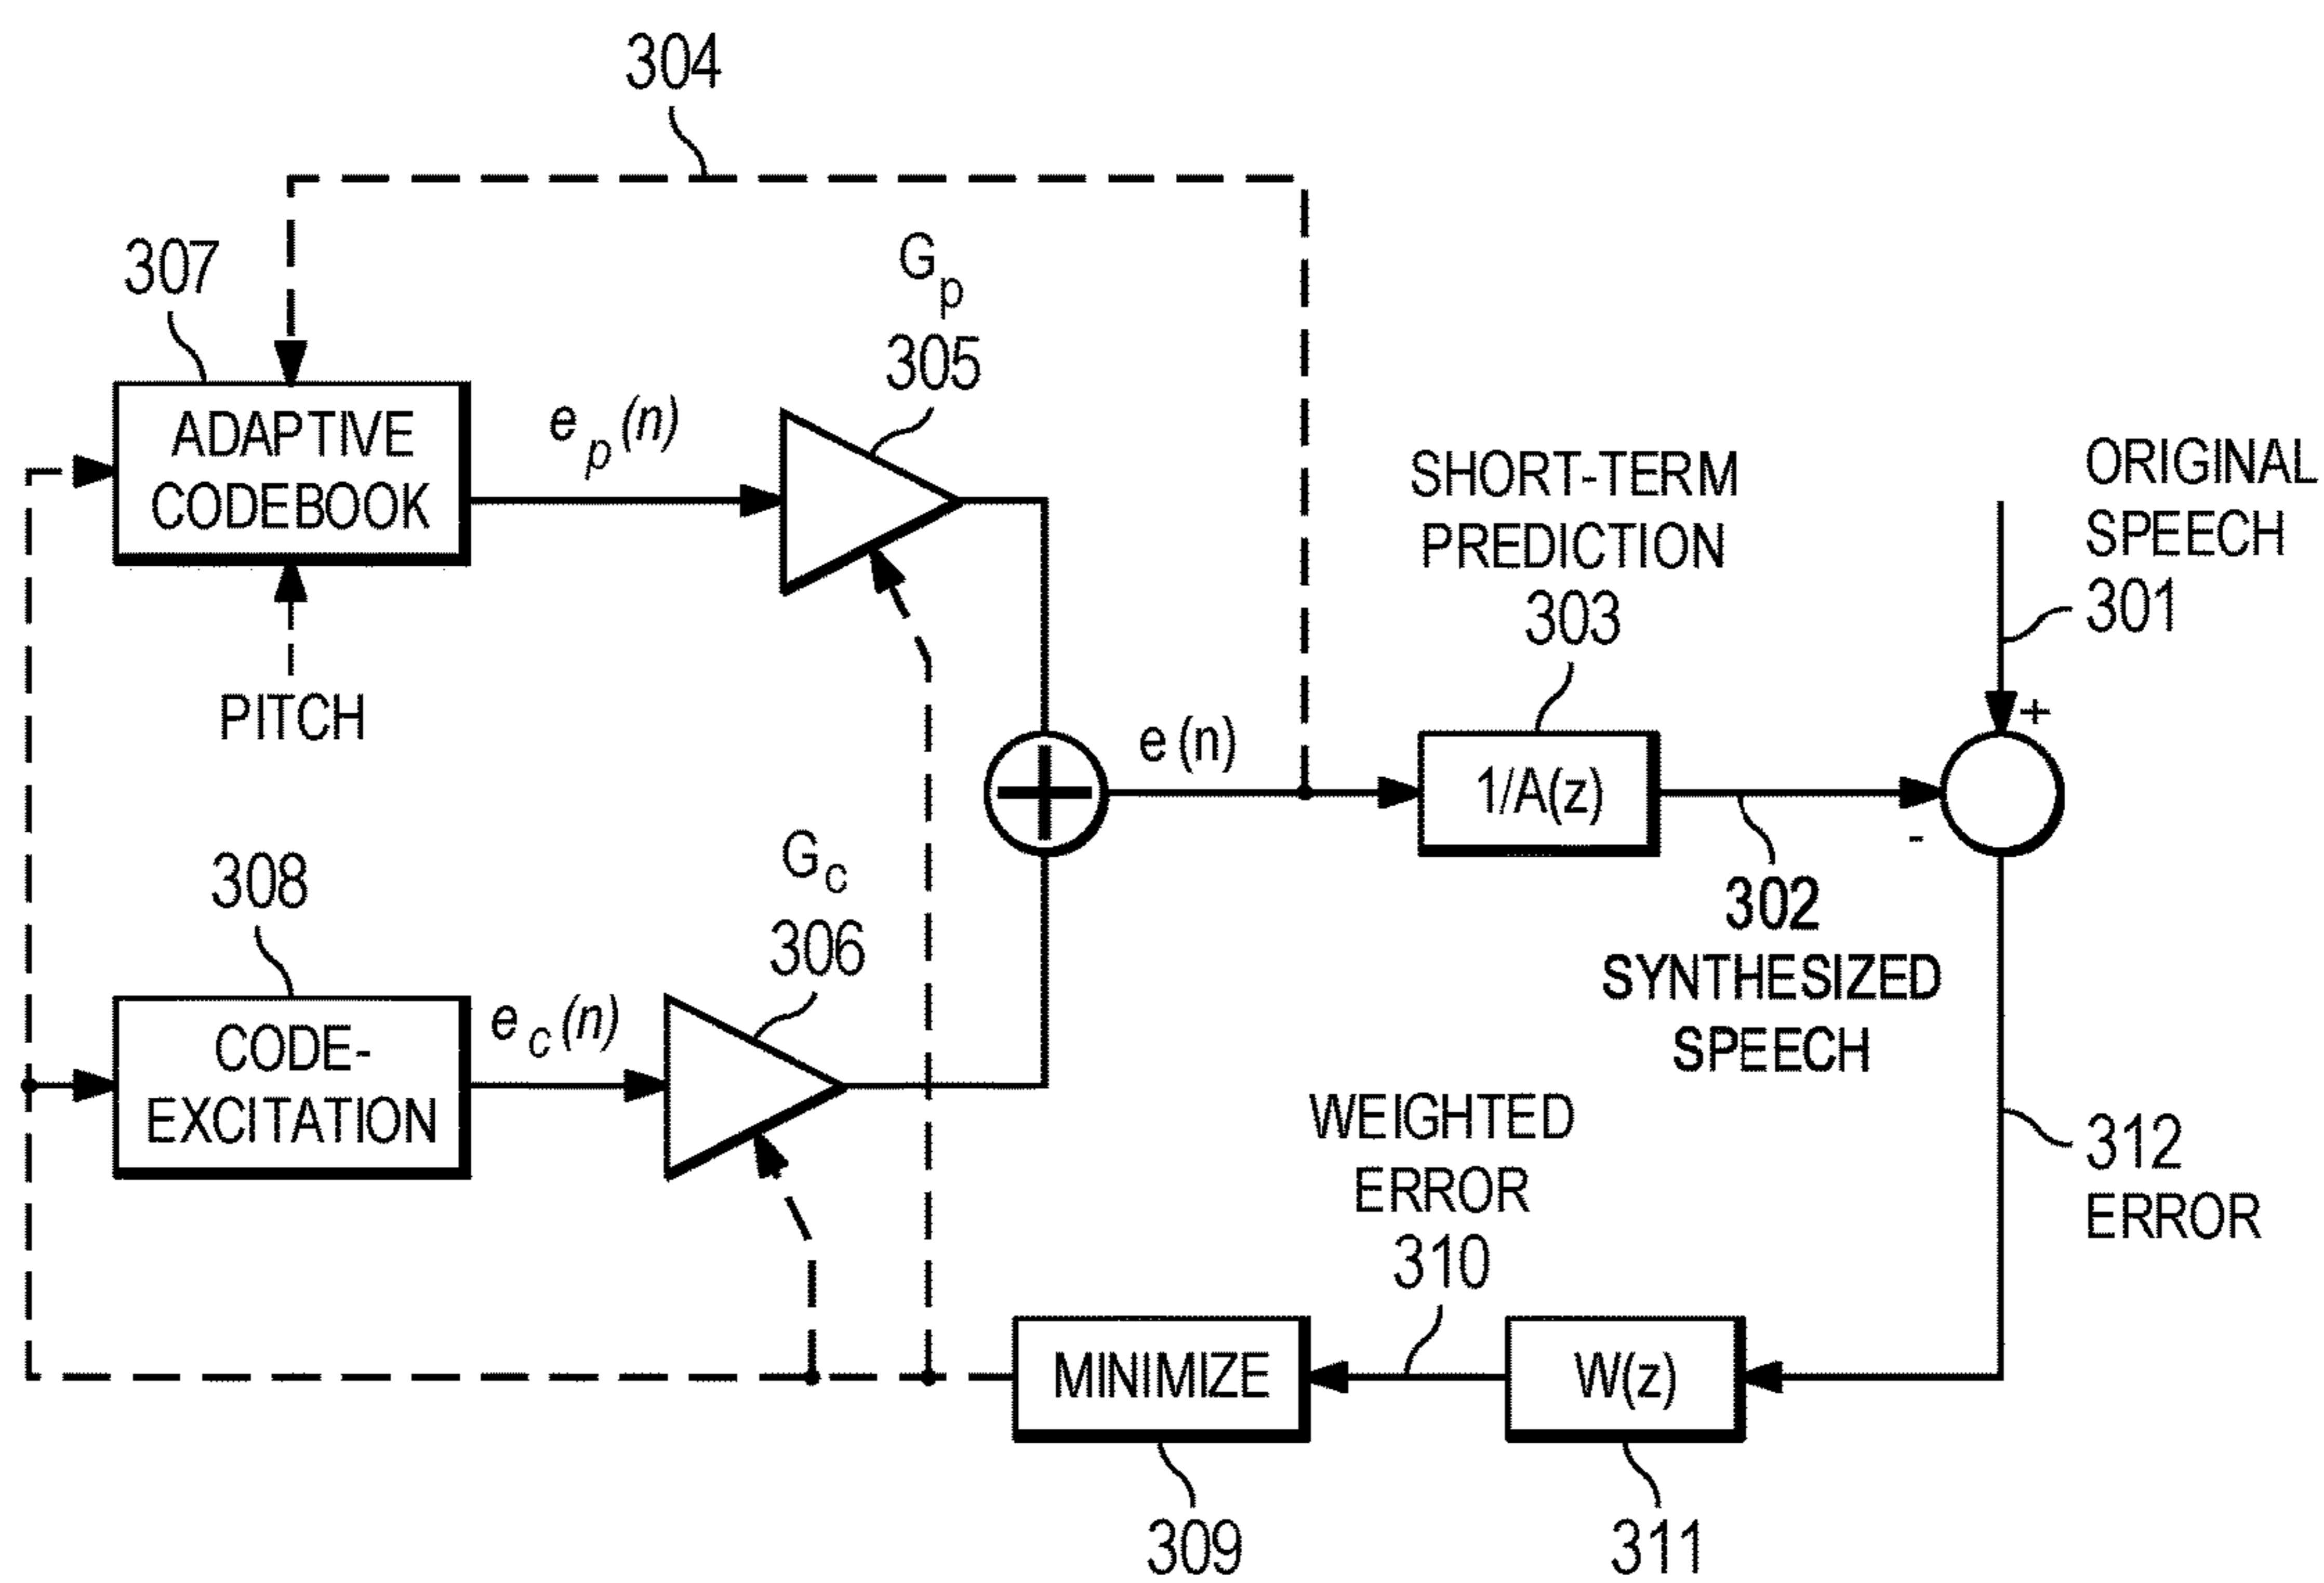 304
307
G p
305
ADAPTIVE
CODEBOOK
e p (n)
SHORT-TERM
PREDICTION
303
ORIGINAL
SPEECH
301
PITCH
+
e (n)
1/A(z)
-
302
SYNTHESIZED
SPEECH
308
G c
306
CODE-
EXCITATION
e c (n)
WEIGHTED
ERROR
310
312
ERROR
MINIMIZE
W(z)
309
311